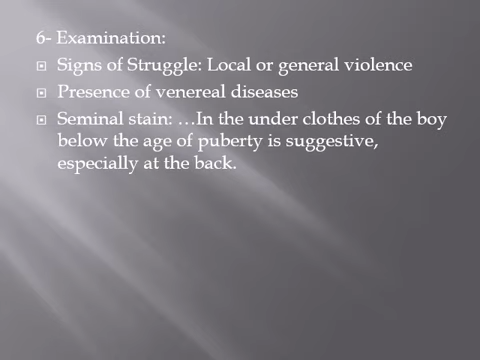 6- Examination:
Signs of Struggle: Local or general violence
Presence of venereal diseases
Seminal stain: …In the under clothes of the boy
below the age of puberty is suggestive,
especially at the back.